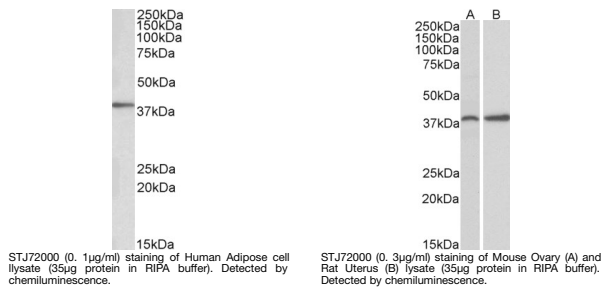 250kDa
150kDa
100kDa
75kDa
50kDa
37kDa
25kDa
20kDa
15kDa
STJ72000 (0. 1µg/ml) staining of Human Adipose cell
llysate (35µg protein in RIPA buffer). Detected by
chemiluminescence.
A B
250kDa
150kDa
100kDa
75kDa
50kDa
37kDa
25kDa
20kDa
15kDa
STJ72000 (0. 3µg/ml) staining of Mouse Ovary (A) and
Rat Uterus (B) lysate (35µg protein in RIPA buffer).
Detected by chemiluminescence.